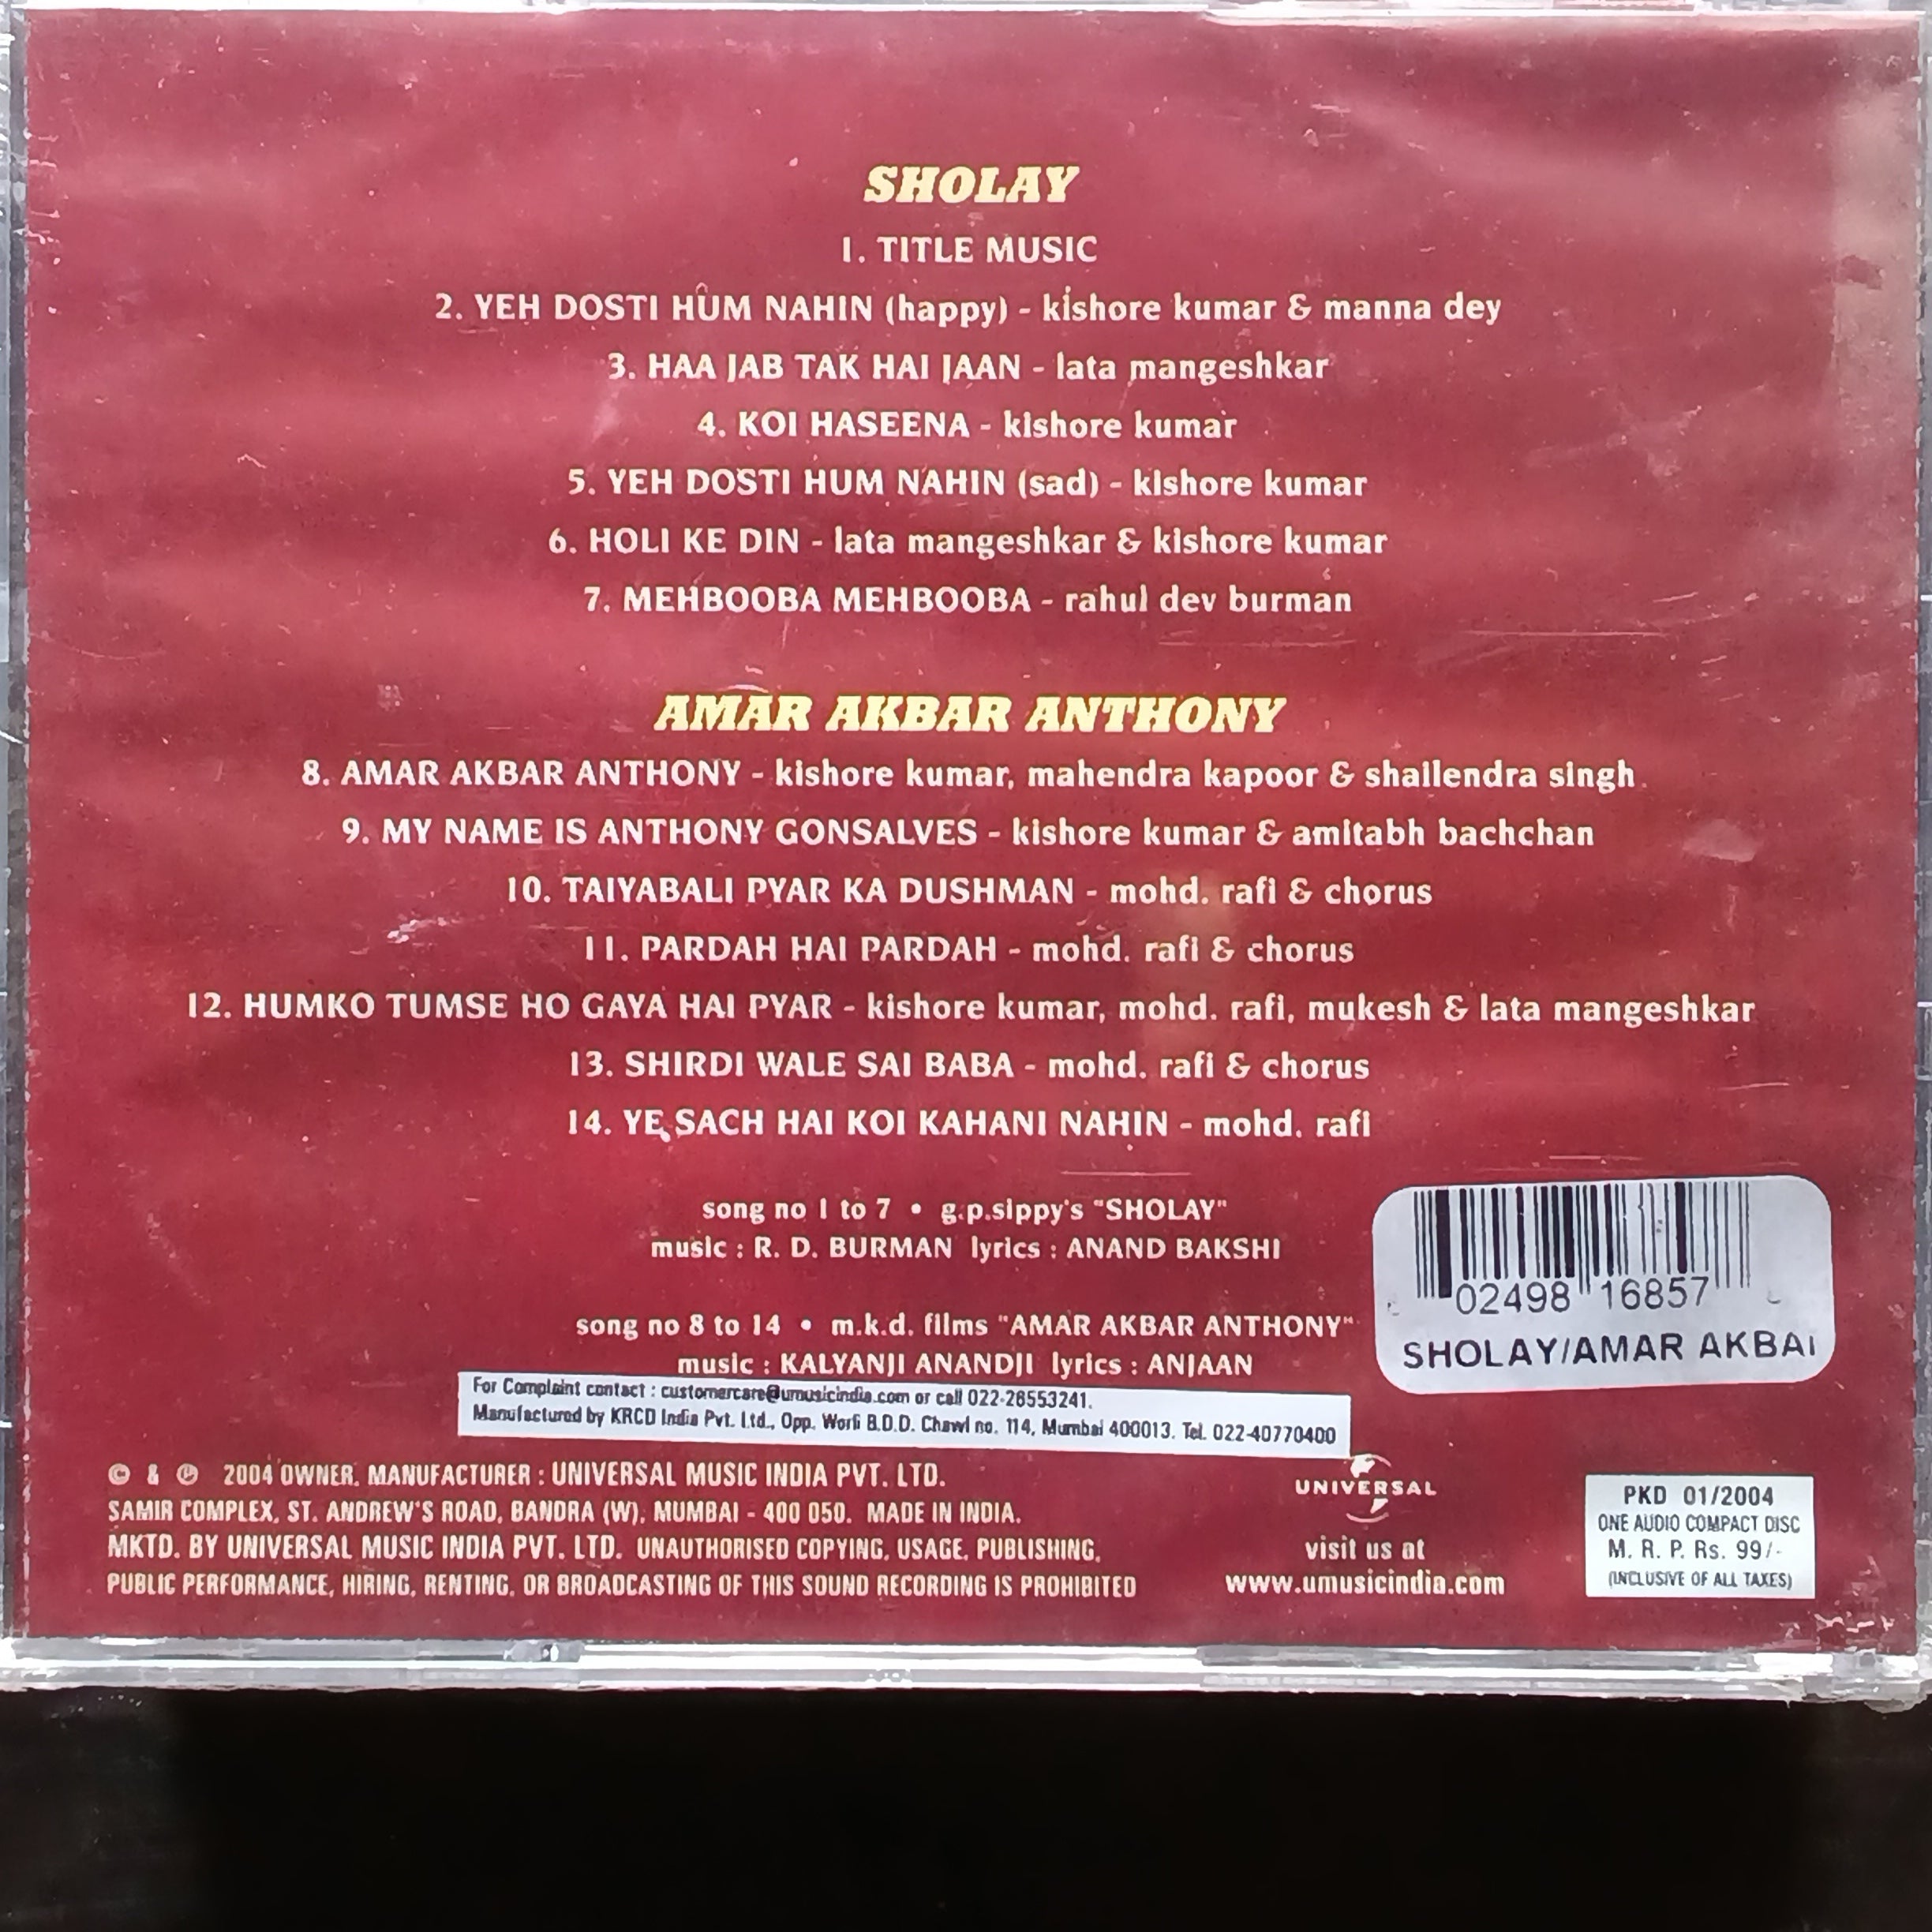 SHOLAY
1. TITLE MUSIC
2. YEH DOSTI HUM NAHIN (happy) - kishore kumar & manna dey
3. HAA JAB TAK HAI JAAN - lata mangeshkar
4. KOI HASEENA - kishore kumar
5. YEH DOSTI HUM NAHIN (sad) - kishore kumar
6. HOLI KE DIN - lata mangeshkar & kishore kumar
7. MEHBOOBA MEHBOOBA - rahul dev burman
AMAR AKBAR ANTHONY
8. AMAR AKBAR ANTHONY - kishore kumar, mahendra kapoor & shailendra singh
9. MY NAME IS ANTHONY GONSALVES - kishore kumar & amitabh bachchan
10. TAIYABALI PYAR KA DUSHMAN - mohd. rafi & chorus
11. PARDAH HAI PARDAH - mohd. rafi & chorus
12. HUMKO TUMSE HO GAYA HAI PYAR - kishore kumar, mohd. rafi, mukesh & lata mangeshkar
13. SHIRDI WALE SAI BABA - mohd. rafi & chorus
14. YE SACH HAI KOI KAHANI NAHIN - mohd. rafi
song no 1 to 7 • g.p.sippy's "SHOLAY"
music : R. D. BURMAN lyrics : ANAND BAKSHI
song no 8 to 14 • m.k.d. films "AMAR AKBAR ANTHONY"
music : KALYANJI ANANDJI lyrics : ANJAAN
02498 16857
SHOLAY/AMAR AKBAI
For Complaint contact : customercare@umusicindia.com or call 022-26553241.
Manufactured by KRCD India Pvt. Ltd., Opp. Worli B.D.D. Chawl no. 114, Mumbai 400013. Tel. 022-40770400
© & ℗ 2004 OWNER, MANUFACTURER : UNIVERSAL MUSIC INDIA PVT. LTD.
SAMIR COMPLEX, ST. ANDREW'S ROAD, BANDRA (W), MUMBAI - 400 050. MADE IN INDIA.
MKTD. BY UNIVERSAL MUSIC INDIA PVT. LTD. UNAUTHORISED COPYING, USAGE, PUBLISHING,
PUBLIC PERFORMANCE, HIRING, RENTING, OR BROADCASTING OF THIS SOUND RECORDING IS PROHIBITED
UNIVERSAL
visit us at
www.umusicindia.com
PKD 01/2004
ONE AUDIO COMPACT DISC
M. R. P. Rs. 99/-
(INCLUSIVE OF ALL TAXES)